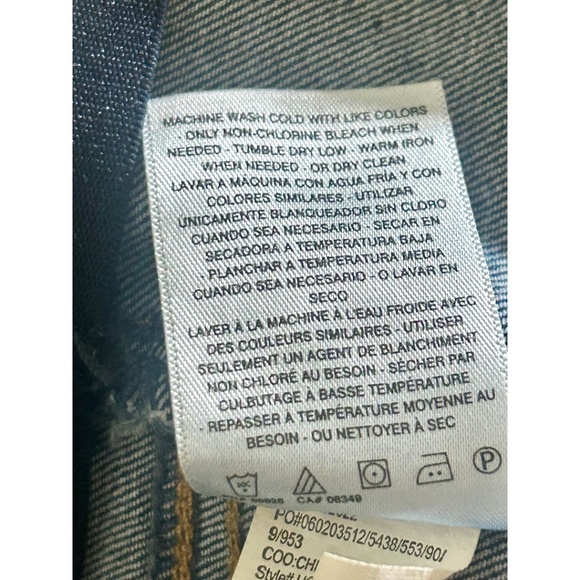 MACHINE WASH COLD WITH LIKE COLORS
- ONLY NON-CHLORINE BLEACH WHEN
NEEDED - TUMBLE DRY LOW - WARM IRON
WHEN NEEDED - OR DRY CLEAN
LAVAR A MAQUINA CON AGUA FRÍA Y CON
COLORES SIMILARES - UTILIZAR
ÚNICAMENTE BLANQUEADOR SIN CLORO
CUANDO SEA NECESARIO - SECAR EN
SECADORA A TEMPERATURA BAJA
- PLANCHAR A TEMPERATURA MEDIA
CUANDO SEA NECESARIO - O LAVAR EN
SECO
LAVER À LA MACHINE À L'EAU FROIDE AVEC
DES COULEURS SIMILAIRES - UTILISER
SEULEMENT UN AGENT DE BLANCHIMENT
NON CHLORÉ AU BESOIN - SÉCHER PAR
CULBUTAGE À BASSE TEMPÉRATURE
- REPASSER À TEMPÉRATURE MOYENNE AU
BESOIN - OU NETTOYER À SEC
P
CA# 08349
PO#060203512/5438/553/90/
9/953
COO:CHI
Style#